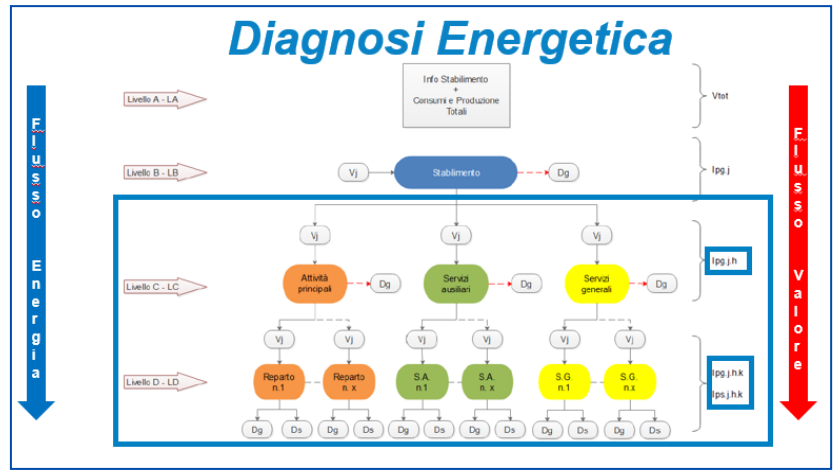 Diagnosi Energetica
Flusso Energia
Flusso Valore
Livello A - LA
Info Stabilimento
+
Consumi e Produzione
Totali
Vtot
Livello B - LB
Vj
Stabilimento
Dg
Ipg.j
Vj
Vj
Vj
Livello C - LC
Attività
principali
Dg
Servizi
ausiliari
Dg
Servizi
generali
Dg
Ipg.j.h
Vj
Vj
Vj
Vj
Vj
Vj
Livello D - LD
Reparto
n.1
Reparto
n. x
S.A.
n.1
S.A.
n. x
S.G.
n.1
S.G.
n.x
Ipg.j.h.k
Ips.j.h.k
Dg
Ds
Dg
Ds
Dg
Ds
Dg
Ds
Dg
Ds
Dg
Ds